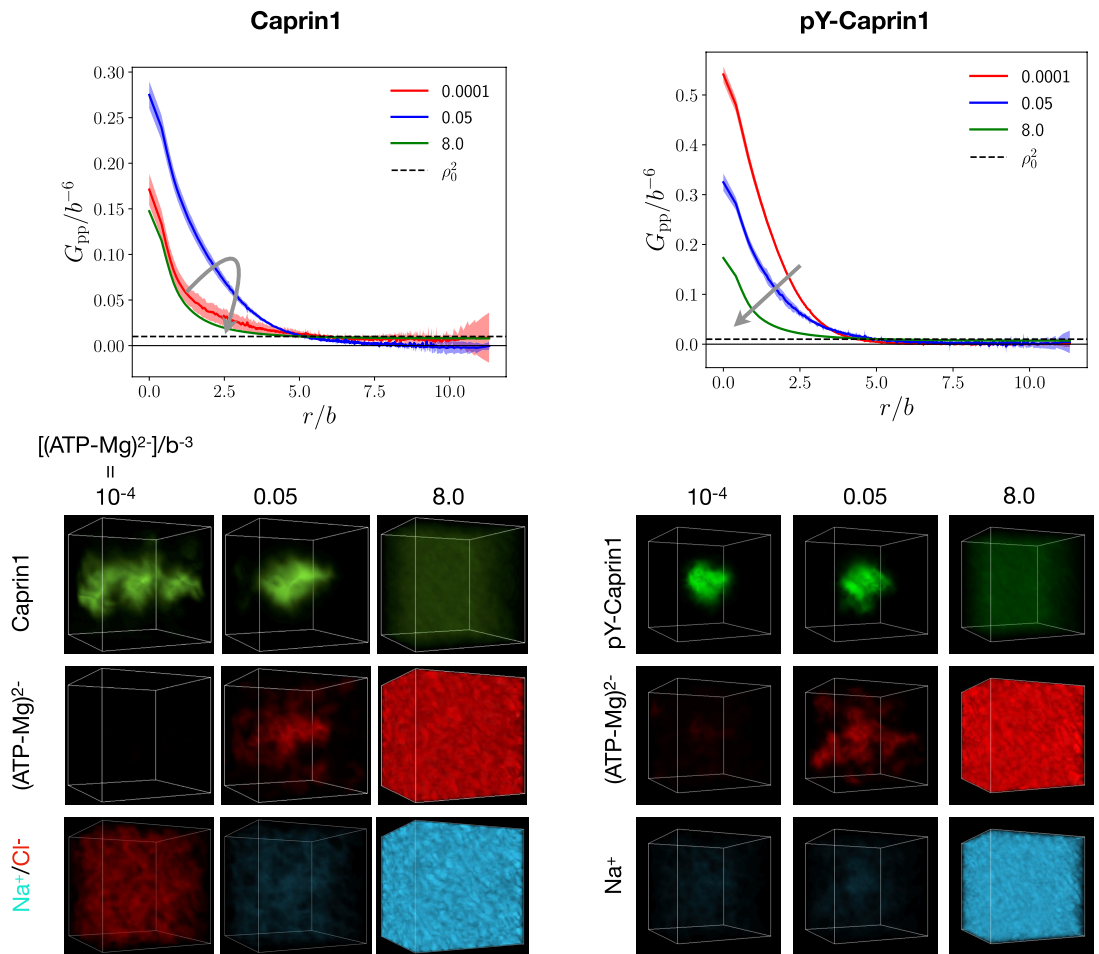 Caprin1
pY-Caprin1
0.30
0.25
0.20
0.15
0.10
0.05
0.00
G_pp/b^{-6}
0.0
2.5
5.0
7.5
10.0
r/b
0.0001
0.05
8.0
ρ_0^2
0.5
0.4
0.3
0.2
0.1
0.0
G_pp/b^{-6}
0.0
2.5
5.0
7.5
10.0
r/b
0.0001
0.05
8.0
ρ_0^2
[(ATP-Mg)²⁻]/b⁻³
=
10⁻⁴ 0.05 8.0
10⁻⁴ 0.05 8.0
Caprin1
pY-Caprin1
(ATP-Mg)²⁻
(ATP-Mg)²⁻
Na⁺/Cl-
Na⁺